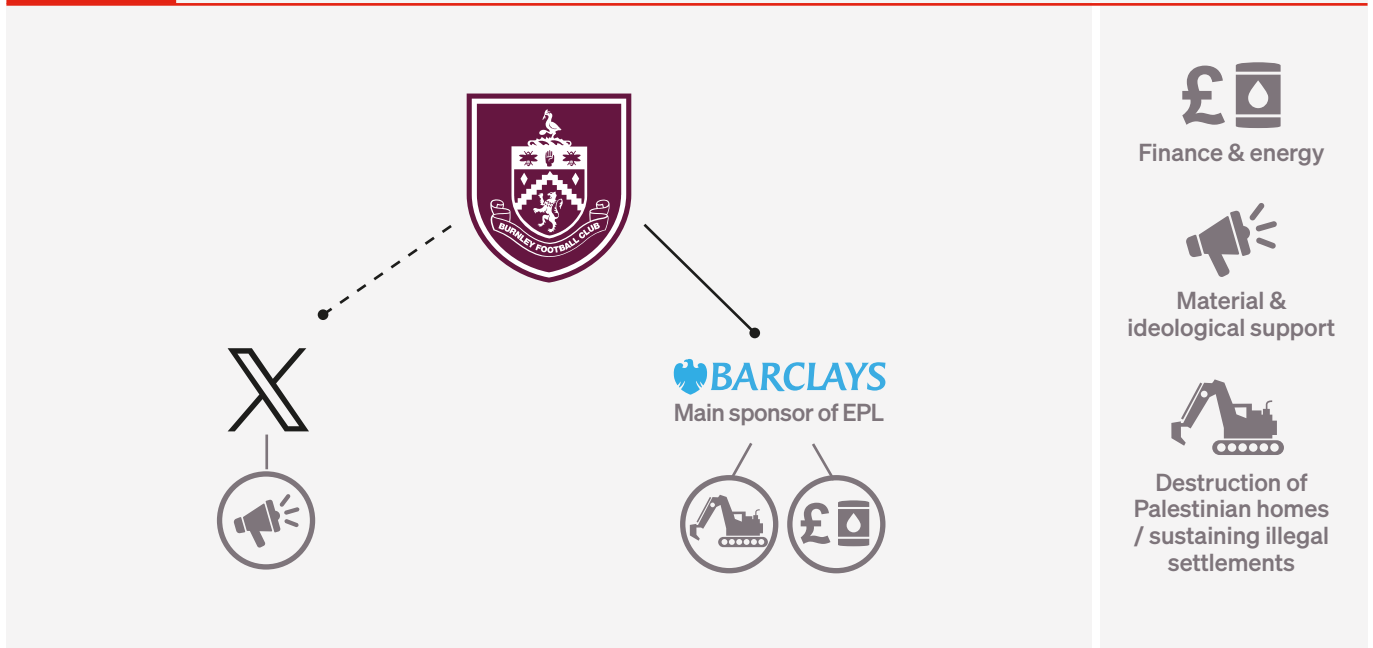 BURNLEY FOOTBALL CLUB
X
BARCLAYS
Main sponsor of EPL
£
£
Finance & energy
Material &
ideological support
Destruction of
Palestinian homes
/ sustaining illegal
settlements